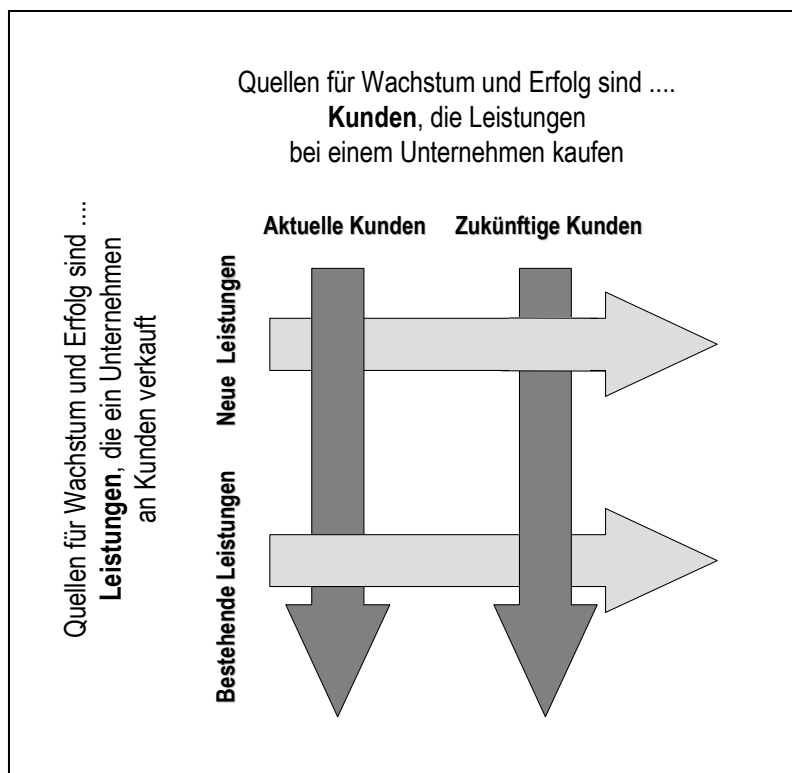 Quellen für Wachstum und Erfolg sind ....
Kunden, die Leistungen
bei einem Unternehmen kaufen
Aktuelle Kunden
Zukünftige Kunden
Quellen für Wachstum und Erfolg sind ....
Leistungen, die ein Unternehmen
an Kunden verkauft
Neue Leistungen
Bestehende Leistungen